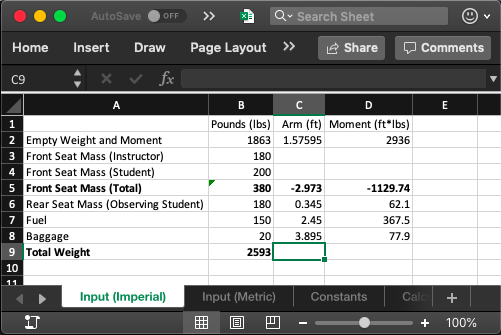 AutoSave OFF >> Search Sheet
Home Insert Draw Page Layout >> Share Comments
C9 fx
A B C D E
1 Pounds (lbs) Arm (ft) Moment (ft*lbs)
2 Empty Weight and Moment 1863 1.57595 2936
3 Front Seat Mass (Instructor) 180
4 Front Seat Mass (Student) 200
5 Front Seat Mass (Total) 380 -2.973 -1129.74
6 Rear Seat Mass (Observing Student) 180 0.345 62.1
7 Fuel 150 2.45 367.5
8 Baggage 20 3.895 77.9
9 Total Weight 2593
10
11
Input (Imperial) Input (Metric) Constants Calc +
- + 100%